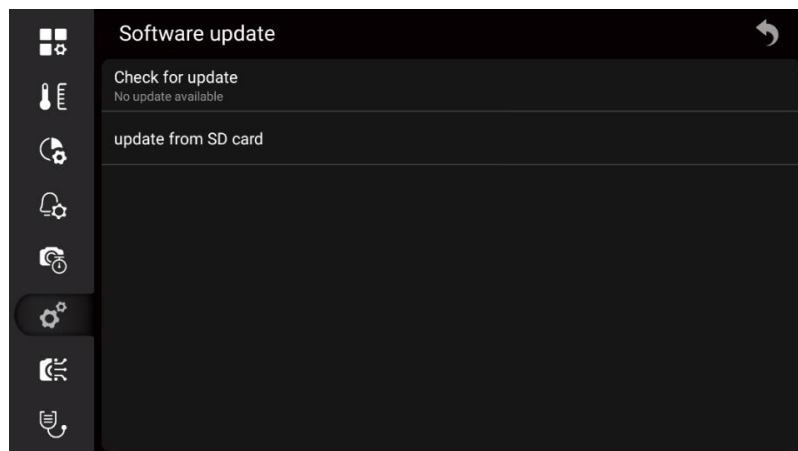 Software update
Check for update
No update available
update from SD card